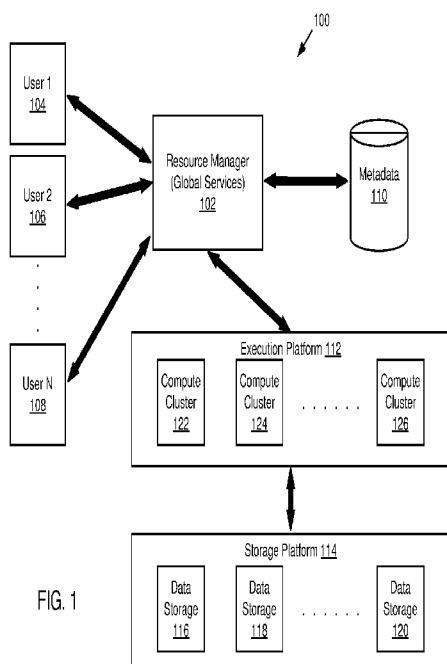 100
User 1
104
User 2
106
User N
108
Resource Manager
(Global Services)
102
Metadata
110
Execution Platform 112
Compute
Cluster
122
Compute
Cluster
124
. . . . . .
Compute
Cluster
126
Storage Platform 114
Data
Storage
116
Data
Storage
118
. . . . . .
Data
Storage
120
FIG. 1